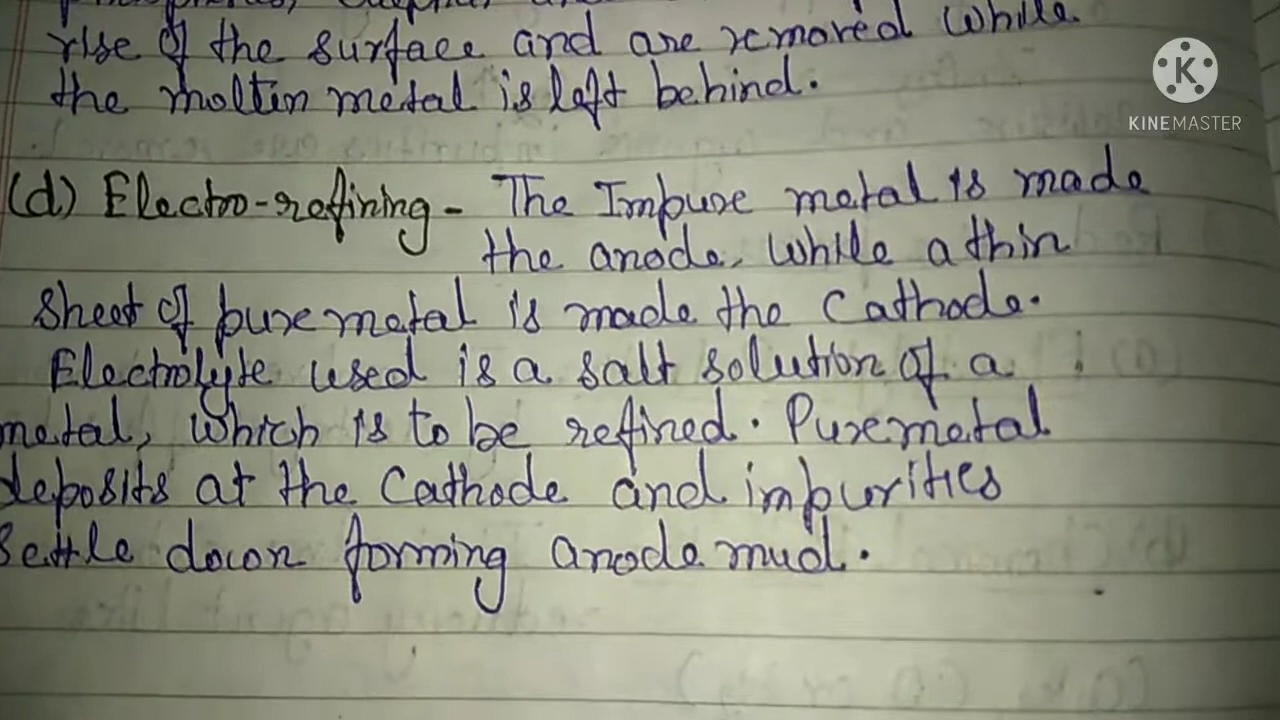 rise of the surface and are removed while
the moltin metal is left behind.
KINEMASTER
(d) Electro-refining - The Impure metal is made
the anode, while a thin
sheet of pure metal is made the Cathode.
Electrolyte used is a salt solution of a
metal, which is to be refined. Pure metal
deposits at the Cathode and impurities
settle down forming anode mud.